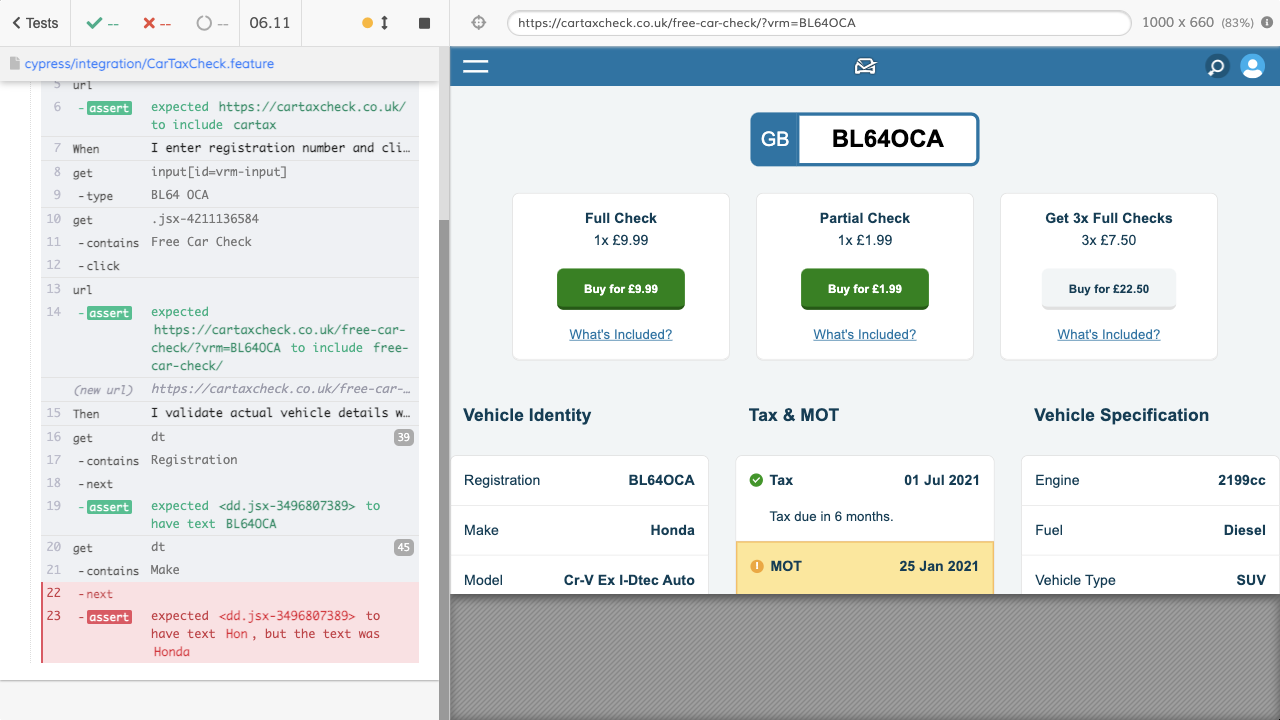 Tests
--
--
--
06.11
https://cartaxcheck.co.uk/free-car-check/?vrm=BL64OCA
1000 x 660 (83%)
cypress/integration/CarTaxCheck.feature
5 url
6 -assert expected https://cartaxcheck.co.uk/
to include cartax
7 When I enter registration number and cli…
8 get input[id=vrm-input]
9 -type BL64 OCA
10 get .jsx-4211136584
11 -contains Free Car Check
12 -click
13 url
14 -assert expected
https://cartaxcheck.co.uk/free-car-
check/?vrm=BL64OCA to include free-
car-check/
(new url) https://cartaxcheck.co.uk/free-car-…
15 Then I validate actual vehicle details w…
16 get dt 39
17 -contains Registration
18 -next
19 -assert expected <dd.jsx-3496807389> to
have text BL64OCA
20 get dt 45
21 -contains Make
22 -next
23 -assert expected <dd.jsx-3496807389> to
have text Hon , but the text was
Honda
GB BL64OCA
Full Check
1x £9.99
Buy for £9.99
What's Included?
Partial Check
1x £1.99
Buy for £1.99
What's Included?
Get 3x Full Checks
3x £7.50
Buy for £22.50
What's Included?
Vehicle Identity
Registration BL64OCA
Make Honda
Model Cr-V Ex I-Dtec Auto
Tax & MOT
Tax 01 Jul 2021
Tax due in 6 months.
MOT 25 Jan 2021
Vehicle Specification
Engine 2199cc
Fuel Diesel
Vehicle Type SUV